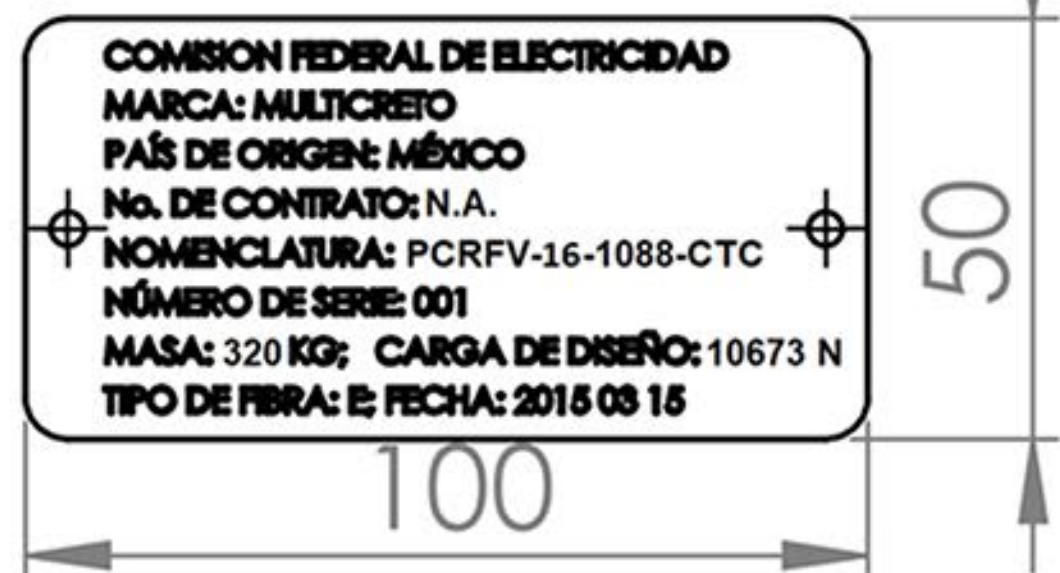 COMISION FEDERAL DE ELECTRICIDAD
MARCA: MULTICRETO
PAÍS DE ORIGEN: MÉXICO
No. DE CONTRATO: N.A.
NOMENCLATURA: PCRFV-16-1088-CTC
NÚMERO DE SERIE: 001
MASA: 320 KG; CARGA DE DISEÑO: 10673 N
TIPO DE FIBRA: E; FECHA: 2015 03 15
50
100